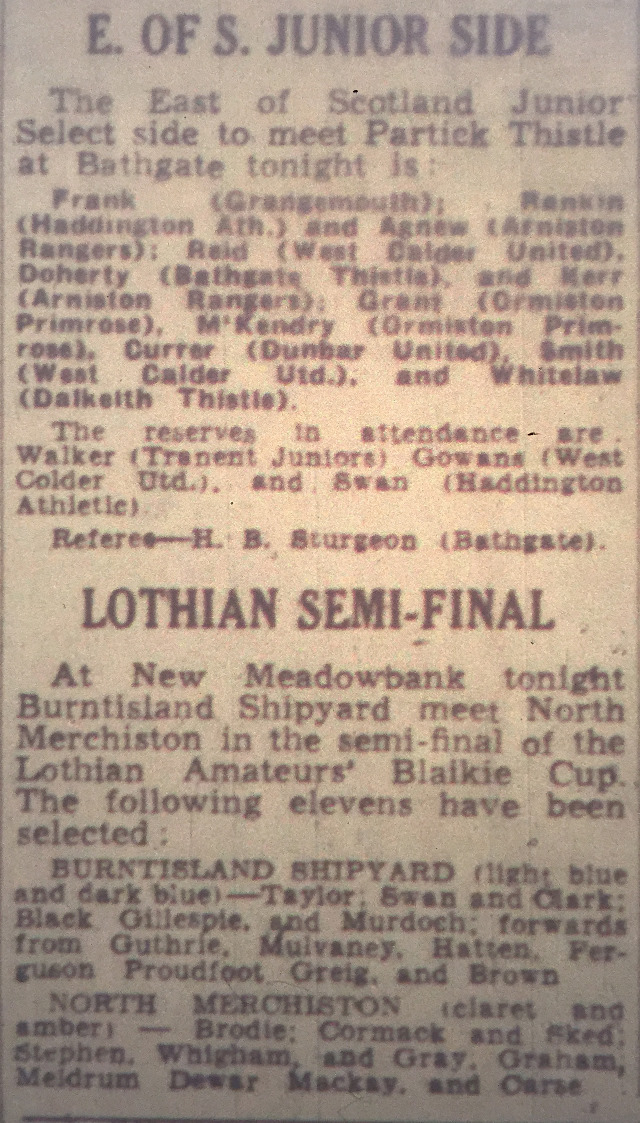 E. OF S. JUNIOR SIDE
The East of Scotland Junior
Select side to meet Partick Thistle
at Bathgate tonight is:
Frank (Grangemouth); Rankin
(Haddington Ath.) and Agnew (Arniston
Rangers); Reid (West Calder United),
Doherty (Bathgate Thistle), and Kerr
(Arniston Rangers); Grant (Ormiston
Primrose), M'Kendry (Ormiston Prim-
rose), Currer (Dunbar United), Smith
(West Calder Utd.), and Whitelaw
(Dalkeith Thistle).
The reserves in attendance are
Walker (Tranent Juniors) Gowans (West
Colder Utd.), and Swan (Haddington
Athletic)
Referee—H. B. Sturgeon (Bathgate).
LOTHIAN SEMI-FINAL
At New Meadowbank tonight
Burntisland Shipyard meet North
Merchiston in the semi-final of the
Lothian Amateurs' Blaikie Cup.
The following elevens have been
selected:
BURNTISLAND SHIPYARD (light blue
and dark blue)—Taylor; Swan and Clark;
Black Gillespie, and Murdoch; forwards
from Guthrie, Mulvaney, Hatten, Fer-
guson Proudfoot Greig, and Brown
NORTH MERCHISTON (claret and
amber) — Brodie; Cormack and Sked;
Stephen, Whigham, and Gray, Graham,
Meldrum Dewar Mackay, and Carse